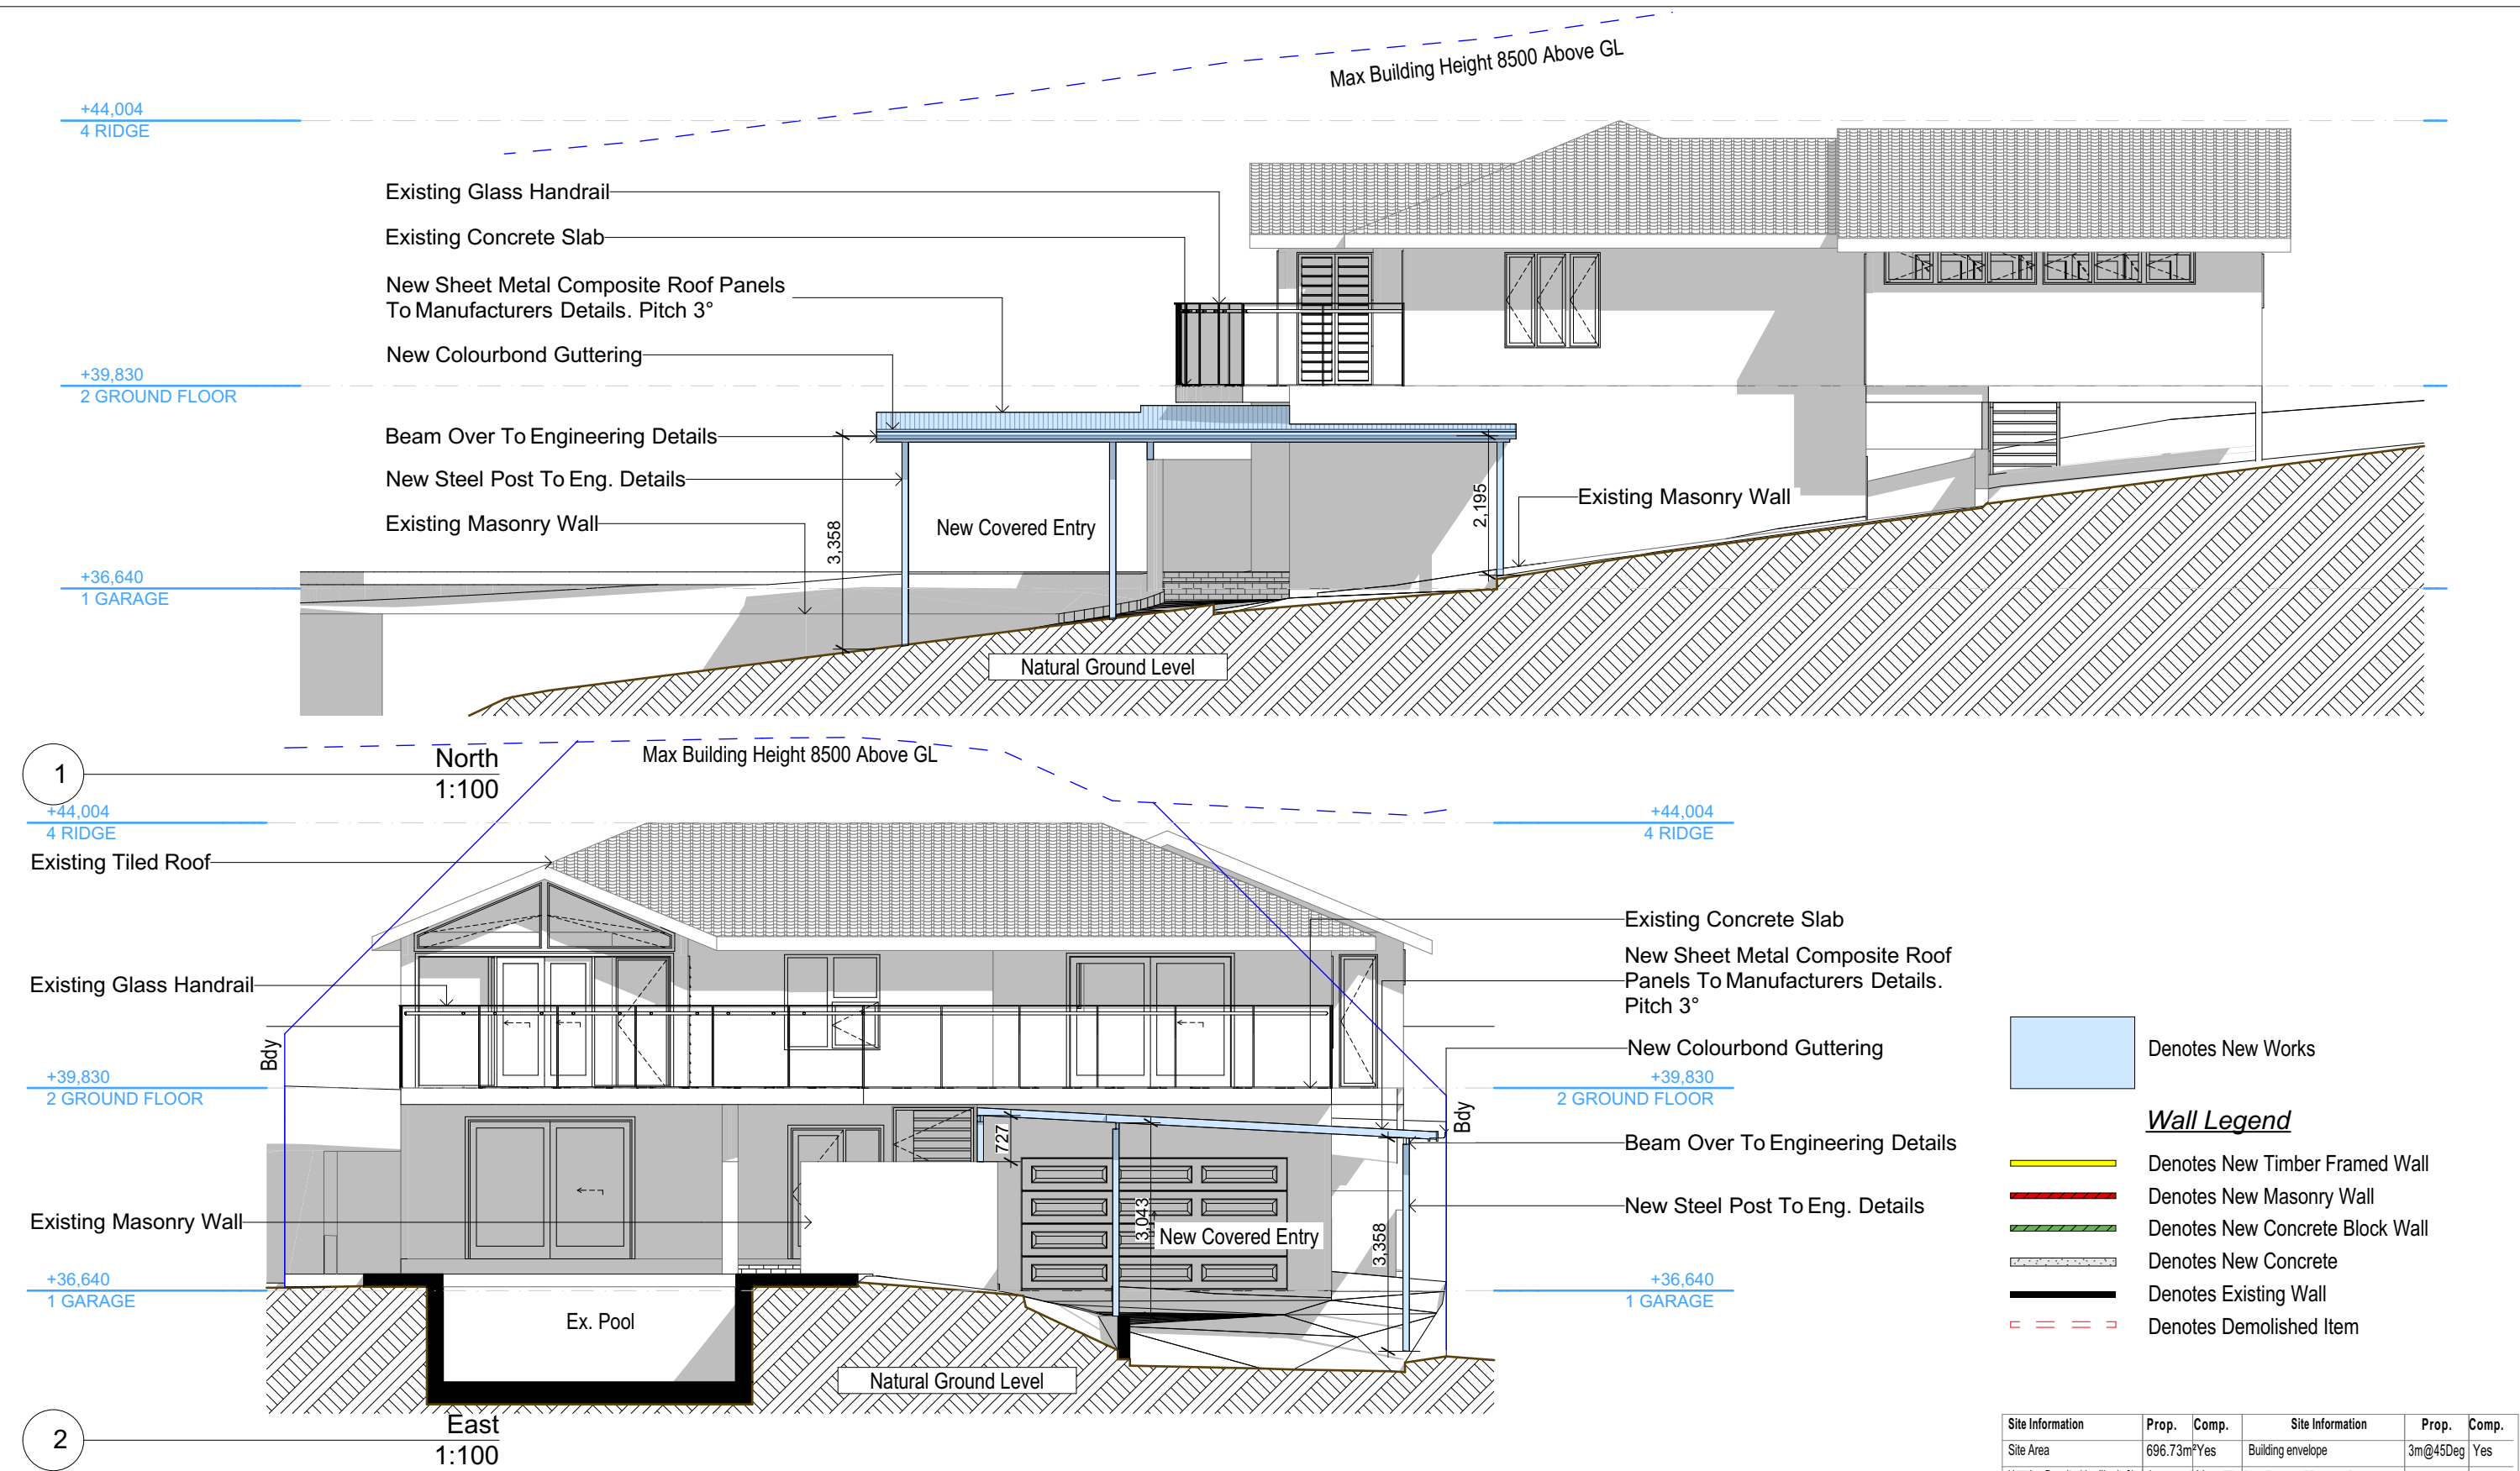 Max Building Height 8500 Above GL
+44,004
4 RIDGE
Existing Glass Handrail
Existing Concrete Slab
New Sheet Metal Composite Roof Panels
To Manufacturers Details. Pitch 3°
New Colourbond Guttering
+39,830
2 GROUND FLOOR
Beam Over To Engineering Details
New Steel Post To Eng. Details
Existing Masonry Wall
3,358
New Covered Entry
2,195
Existing Masonry Wall
+36,640
1 GARAGE
Natural Ground Level
1
North
1:100
Max Building Height 8500 Above GL
+44,004
4 RIDGE
+44,004
4 RIDGE
Existing Tiled Roof
Existing Glass Handrail
Bdy
+39,830
2 GROUND FLOOR
Existing Masonry Wall
+36,640
1 GARAGE
Ex. Pool
727
3,043
New Covered Entry
3,358
Bdy
Existing Concrete Slab
New Sheet Metal Composite Roof
Panels To Manufacturers Details.
Pitch 3°
New Colourbond Guttering
+39,830
2 GROUND FLOOR
Beam Over To Engineering Details
New Steel Post To Eng. Details
+36,640
1 GARAGE
Natural Ground Level
2
East
1:100
Denotes New Works
Wall Legend
Denotes New Timber Framed Wall
Denotes New Masonry Wall
Denotes New Concrete Block Wall
Denotes New Concrete
Denotes Existing Wall
Denotes Demolished Item
Site Information Prop. Comp. Site Information Prop. Comp.
Site Area 696.73m² Yes Building envelope 3m@45Deg Yes